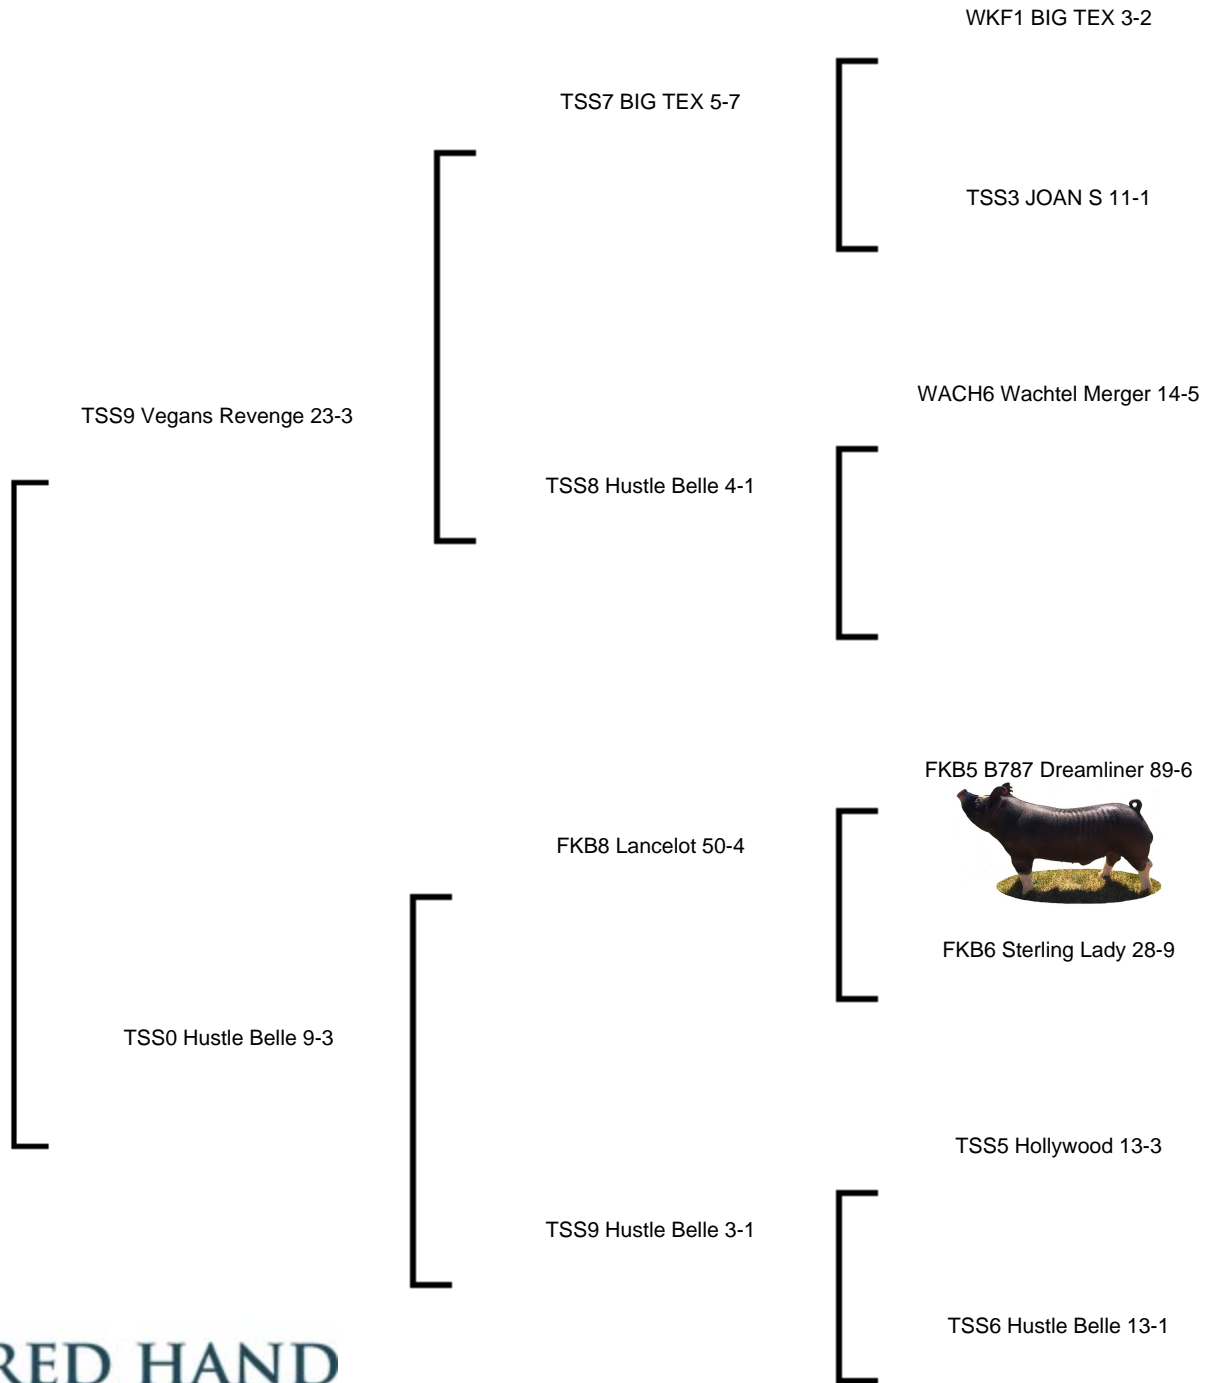 WKF1 BIG TEX 3-2
TSS7 BIG TEX 5-7
TSS3 JOAN S 11-1
WACH6 Wachtel Merger 14-5
TSS9 Vegans Revenge 23-3
TSS8 Hustle Belle 4-1
FKB5 B787 Dreamliner 89-6
FKB8 Lancelot 50-4
FKB6 Sterling Lady 28-9
TSS0 Hustle Belle 9-3
TSS5 Hollywood 13-3
TSS9 Hustle Belle 3-1
TSS6 Hustle Belle 13-1
RED HAND